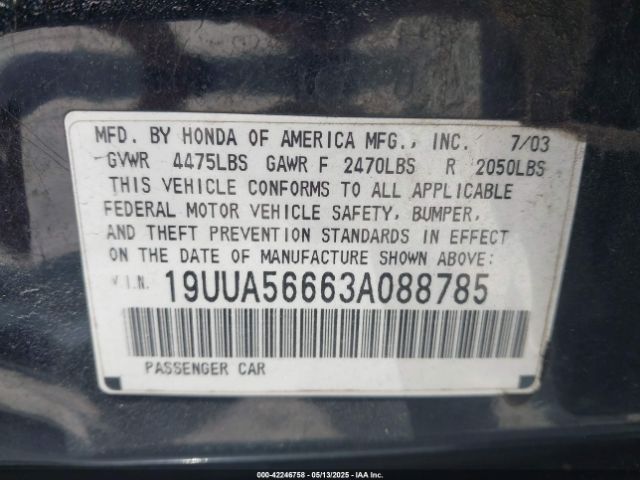 MFD. BY HONDA OF AMERICA MFG., INC. 7/03
GVWR 4475LBS GAWR F 2470LBS R 2050LBS
THIS VEHICLE CONFORMS TO ALL APPLICABLE
FEDERAL MOTOR VEHICLE SAFETY, BUMPER,
AND THEFT PREVENTION STANDARDS IN EFFECT
ON THE DATE OF MANUFACTURE SHOWN ABOVE:
V.I.N. 19UUA56663A088785
PASSENGER CAR
000-42246758 — 05/13/2025 — IAA Inc.